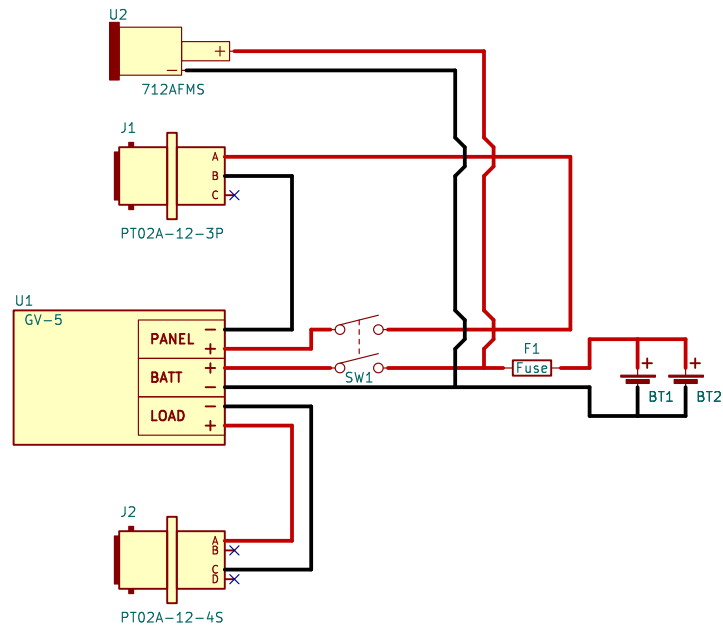 U2
+
−
712AFMS
J1
A
B
C
PT02A-12-3P
U1
GV-5
PANEL
−
+
BATT
+
−
LOAD
−
+
SW1
F1
Fuse
+
BT1
+
BT2
J2
A
B
C
D
PT02A-12-4S